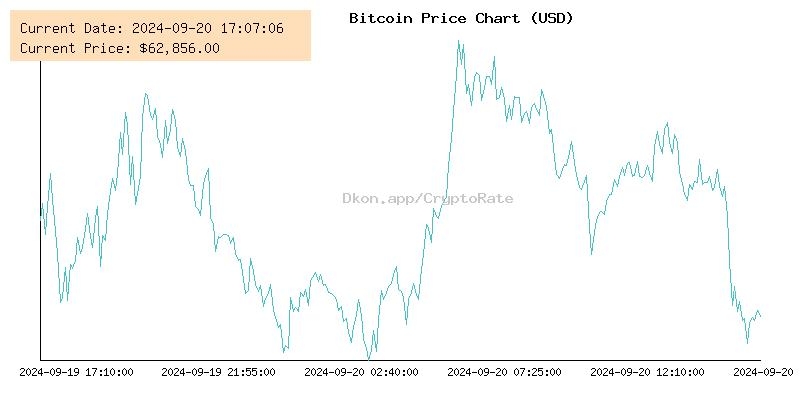 Bitcoin Price Chart (USD)
Current Date: 2024-09-20 17:07:06
Current Price: $62,856.00
Dkon.app/CryptoRate
2024-09-19 17:10:00 2024-09-19 21:55:00 2024-09-20 02:40:00 2024-09-20 07:25:00 2024-09-20 12:10:00 2024-09-20